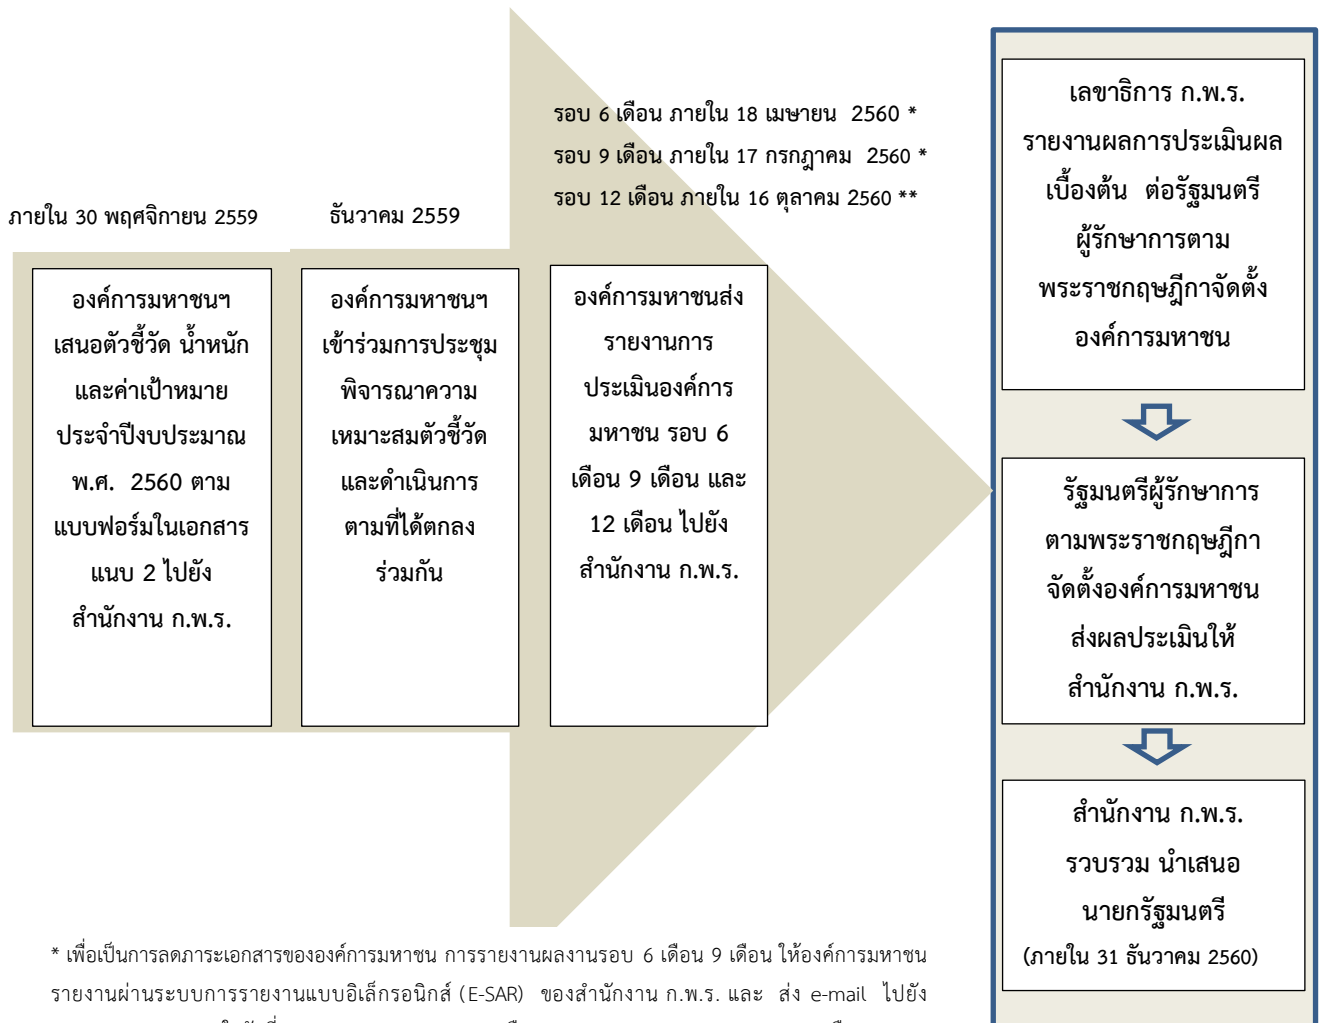 รอบ 6 เดือน ภายใน 18 เมษายน 2560 *
รอบ 9 เดือน ภายใน 17 กรกฎาคม 2560 *
รอบ 12 เดือน ภายใน 16 ตุลาคม 2560 **
ภายใน 30 พฤศจิกายน 2559
ธันวาคม 2559
องค์การมหาชนฯ
เสนอตัวชี้วัด น้ำหนัก
และค่าเป้าหมาย
ประจำปีงบประมาณ
พ.ศ. 2560 ตาม
แบบฟอร์มในเอกสาร
แนบ 2 ไปยัง
สำนักงาน ก.พ.ร.
องค์การมหาชนฯ
เข้าร่วมการประชุม
พิจารณาความ
เหมาะสมตัวชี้วัด
และดำเนินการ
ตามที่ได้ตกลง
ร่วมกัน
องค์การมหาชนส่ง
รายงานการ
ประเมินองค์การ
มหาชน รอบ 6
เดือน 9 เดือน และ
12 เดือน ไปยัง
สำนักงาน ก.พ.ร.
เลขาธิการ ก.พ.ร.
รายงานผลการประเมินผล
เบื้องต้น ต่อรัฐมนตรี
ผู้รักษาการตาม
พระราชกฤษฎีกาจัดตั้ง
องค์การมหาชน
รัฐมนตรีผู้รักษาการ
ตามพระราชกฤษฎีกา
จัดตั้งองค์การมหาชน
ส่งผลประเมินให้
สำนักงาน ก.พ.ร.
สำนักงาน ก.พ.ร.
รวบรวม นำเสนอ
นายกรัฐมนตรี
(ภายใน 31 ธันวาคม 2560)
* เพื่อเป็นการลดภาระเอกสารขององค์การมหาชน การรายงานผลงานรอบ 6 เดือน 9 เดือน ให้องค์การมหาชน
รายงานผ่านระบบการรายงานแบบอิเล็กรอนิกส์ (E-SAR) ของสำนักงาน ก.พ.ร. และ ส่ง e-mail ไปยัง